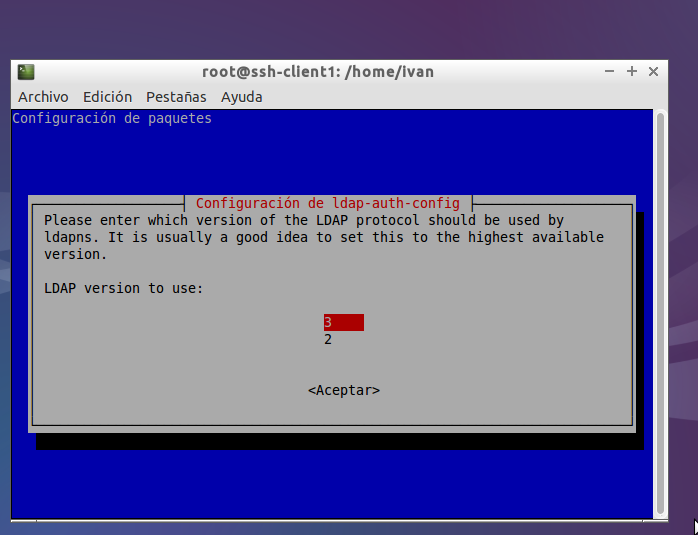 root@ssh-client1: /home/ivan
Archivo Edición Pestañas Ayuda
Configuración de paquetes
Configuración de ldap-auth-config
Please enter which version of the LDAP protocol should be used by
ldapns. It is usually a good idea to set this to the highest available
version.
LDAP version to use:
3
2
<Aceptar>